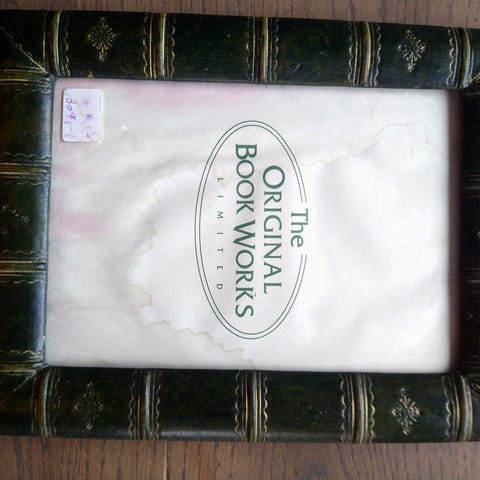 The
ORIGINAL
BOOK WORKS
LIMITED